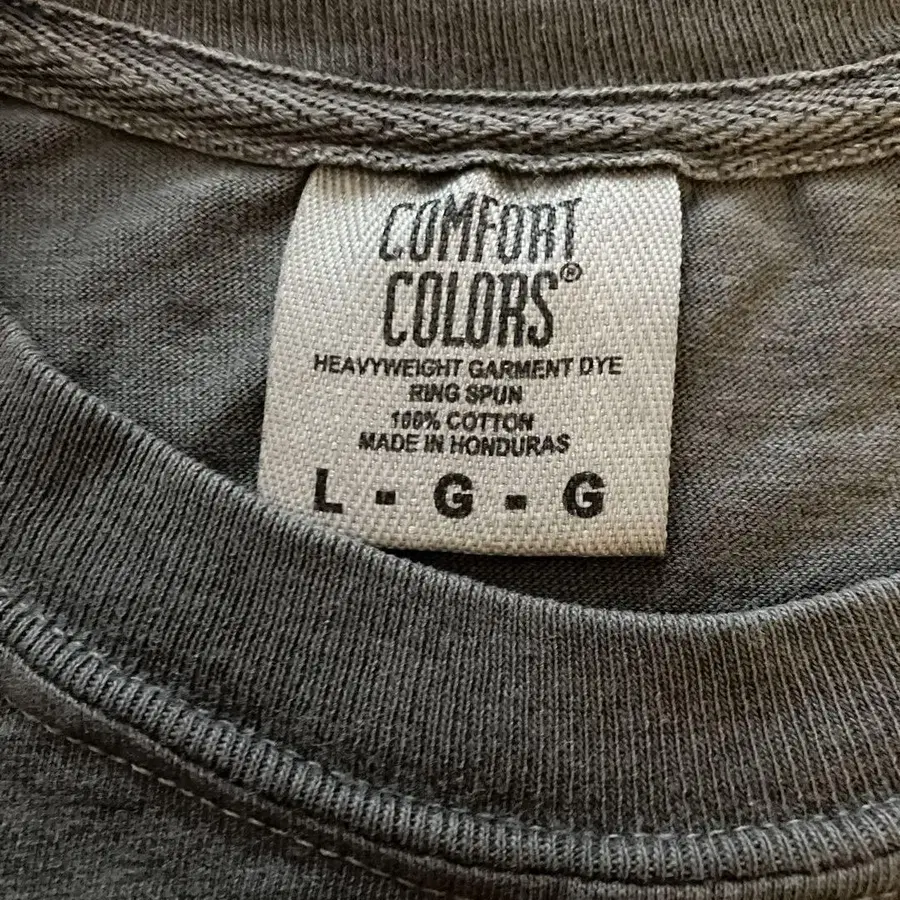 COMFORT
COLORS®
HEAVYWEIGHT GARMENT DYE
RING SPUN
100% COTTON
MADE IN HONDURAS
L - G - G